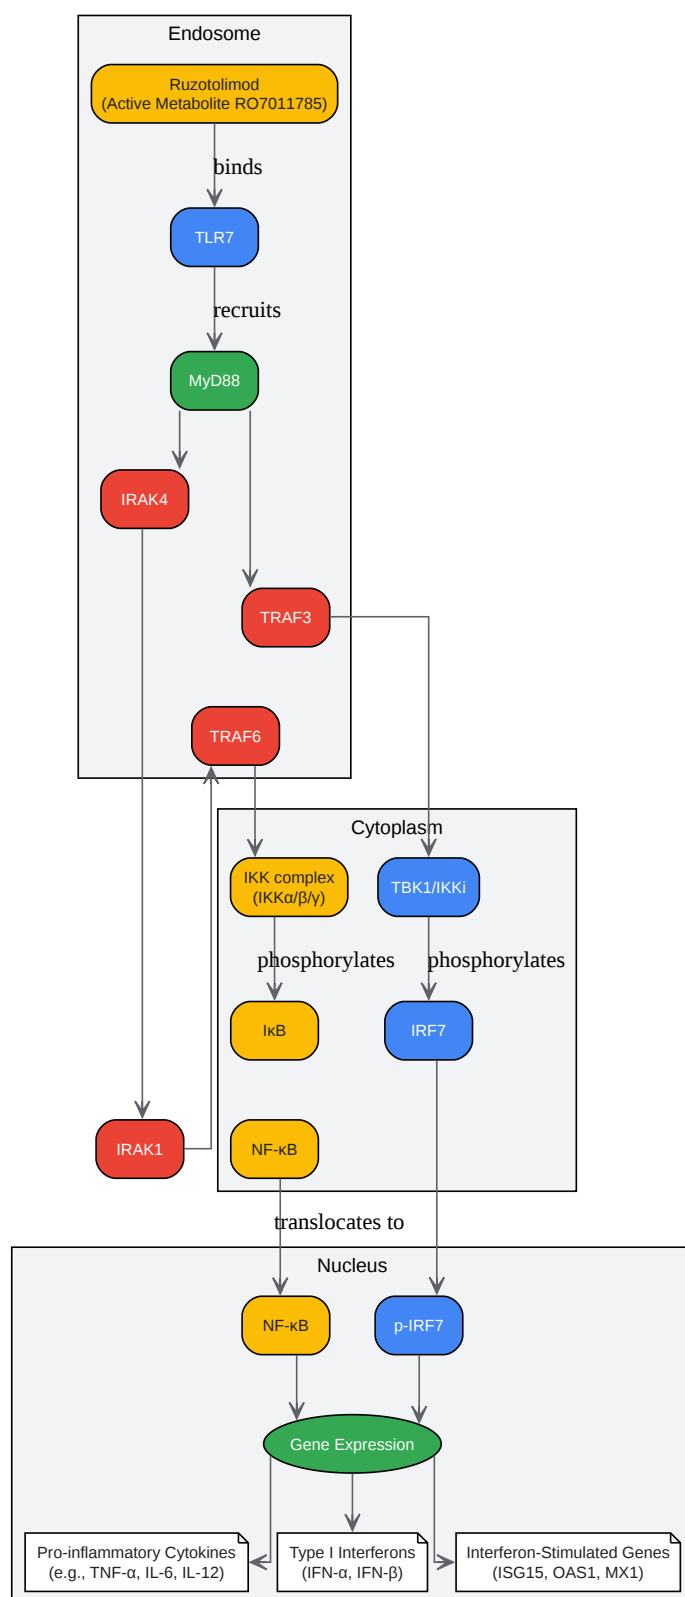 Endosome
Ruzotolimod
(Active Metabolite RO7011785)
binds
TLR7
recruits
MyD88
IRAK4
TRAF3
TRAF6
Cytoplasm
IKK complex
(IKKα/β/γ)
TBK1/IKKi
phosphorylates
phosphorylates
IκB
IRF7
IRAK1
NF-κB
translocates to
Nucleus
NF-κB
p-IRF7
Gene Expression
Pro-inflammatory Cytokines
(e.g., TNF-α, IL-6, IL-12)
Type I Interferons
(IFN-α, IFN-β)
Interferon-Stimulated Genes
(ISG15, OAS1, MX1)